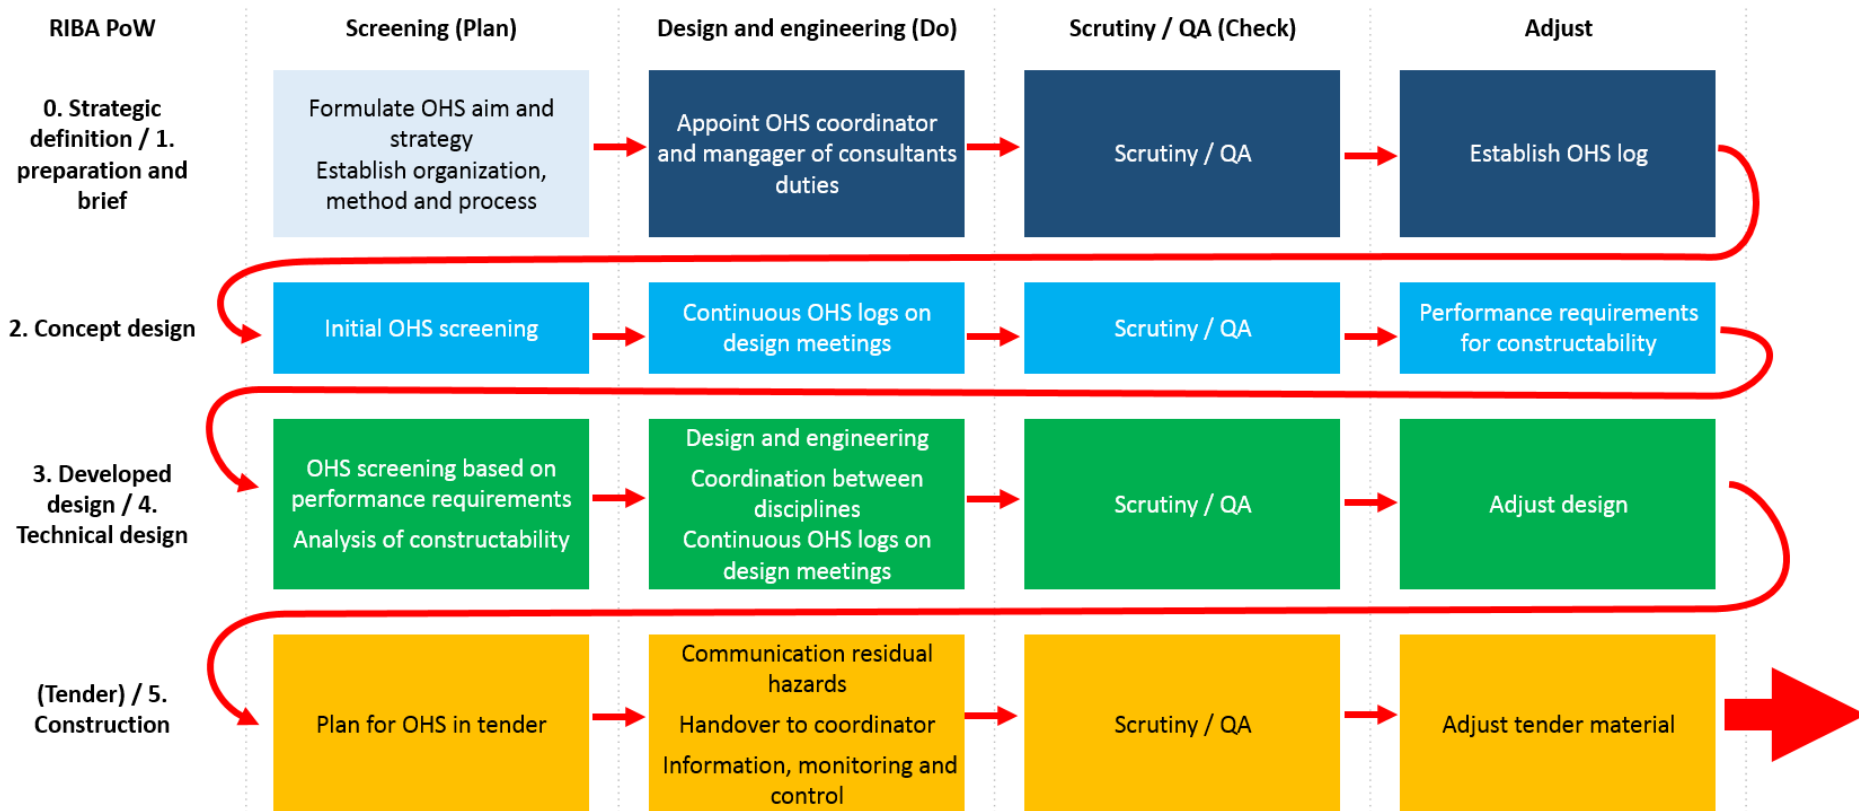 RIBA PoW
Screening (Plan)
Design and engineering (Do)
Scrutiny / QA (Check)
Adjust
0. Strategic
definition / 1.
preparation and
brief
Formulate OHS aim and
strategy
Establish organization,
method and process
Appoint OHS coordinator
and mangager of consultants
duties
Scrutiny / QA
Establish OHS log
2. Concept design
Initial OHS screening
Continuous OHS logs on
design meetings
Scrutiny / QA
Performance requirements
for constructability
3. Developed
design / 4.
Technical design
OHS screening based on
performance requirements
Analysis of constructability
Design and engineering
Coordination between
disciplines
Continuous OHS logs on
design meetings
Scrutiny / QA
Adjust design
(Tender) / 5.
Construction
Plan for OHS in tender
Communication residual
hazards
Handover to coordinator
Information, monitoring and
control
Scrutiny / QA
Adjust tender material